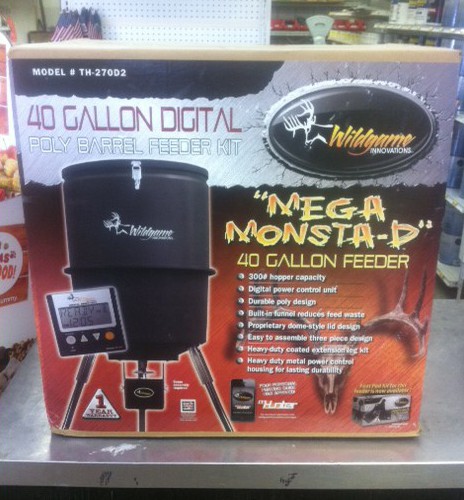 MODEL # TH-270D2
40 GALLON DIGITAL
POLY BARREL FEEDER KIT
Wildgame
INNOVATIONS
"MEGA
MONSTA-D"
40 GALLON FEEDER
300# hopper capacity
Digital power control unit
Durable poly design
Built-in funnel reduces feed waste
Proprietary dome-style lid design
Easy to assemble three piece design
Heavy-duty coated extension leg kit
Heavy duty metal power control
housing for lasting durability
Wildgame
1
YEAR
WARRANTY
Hunter